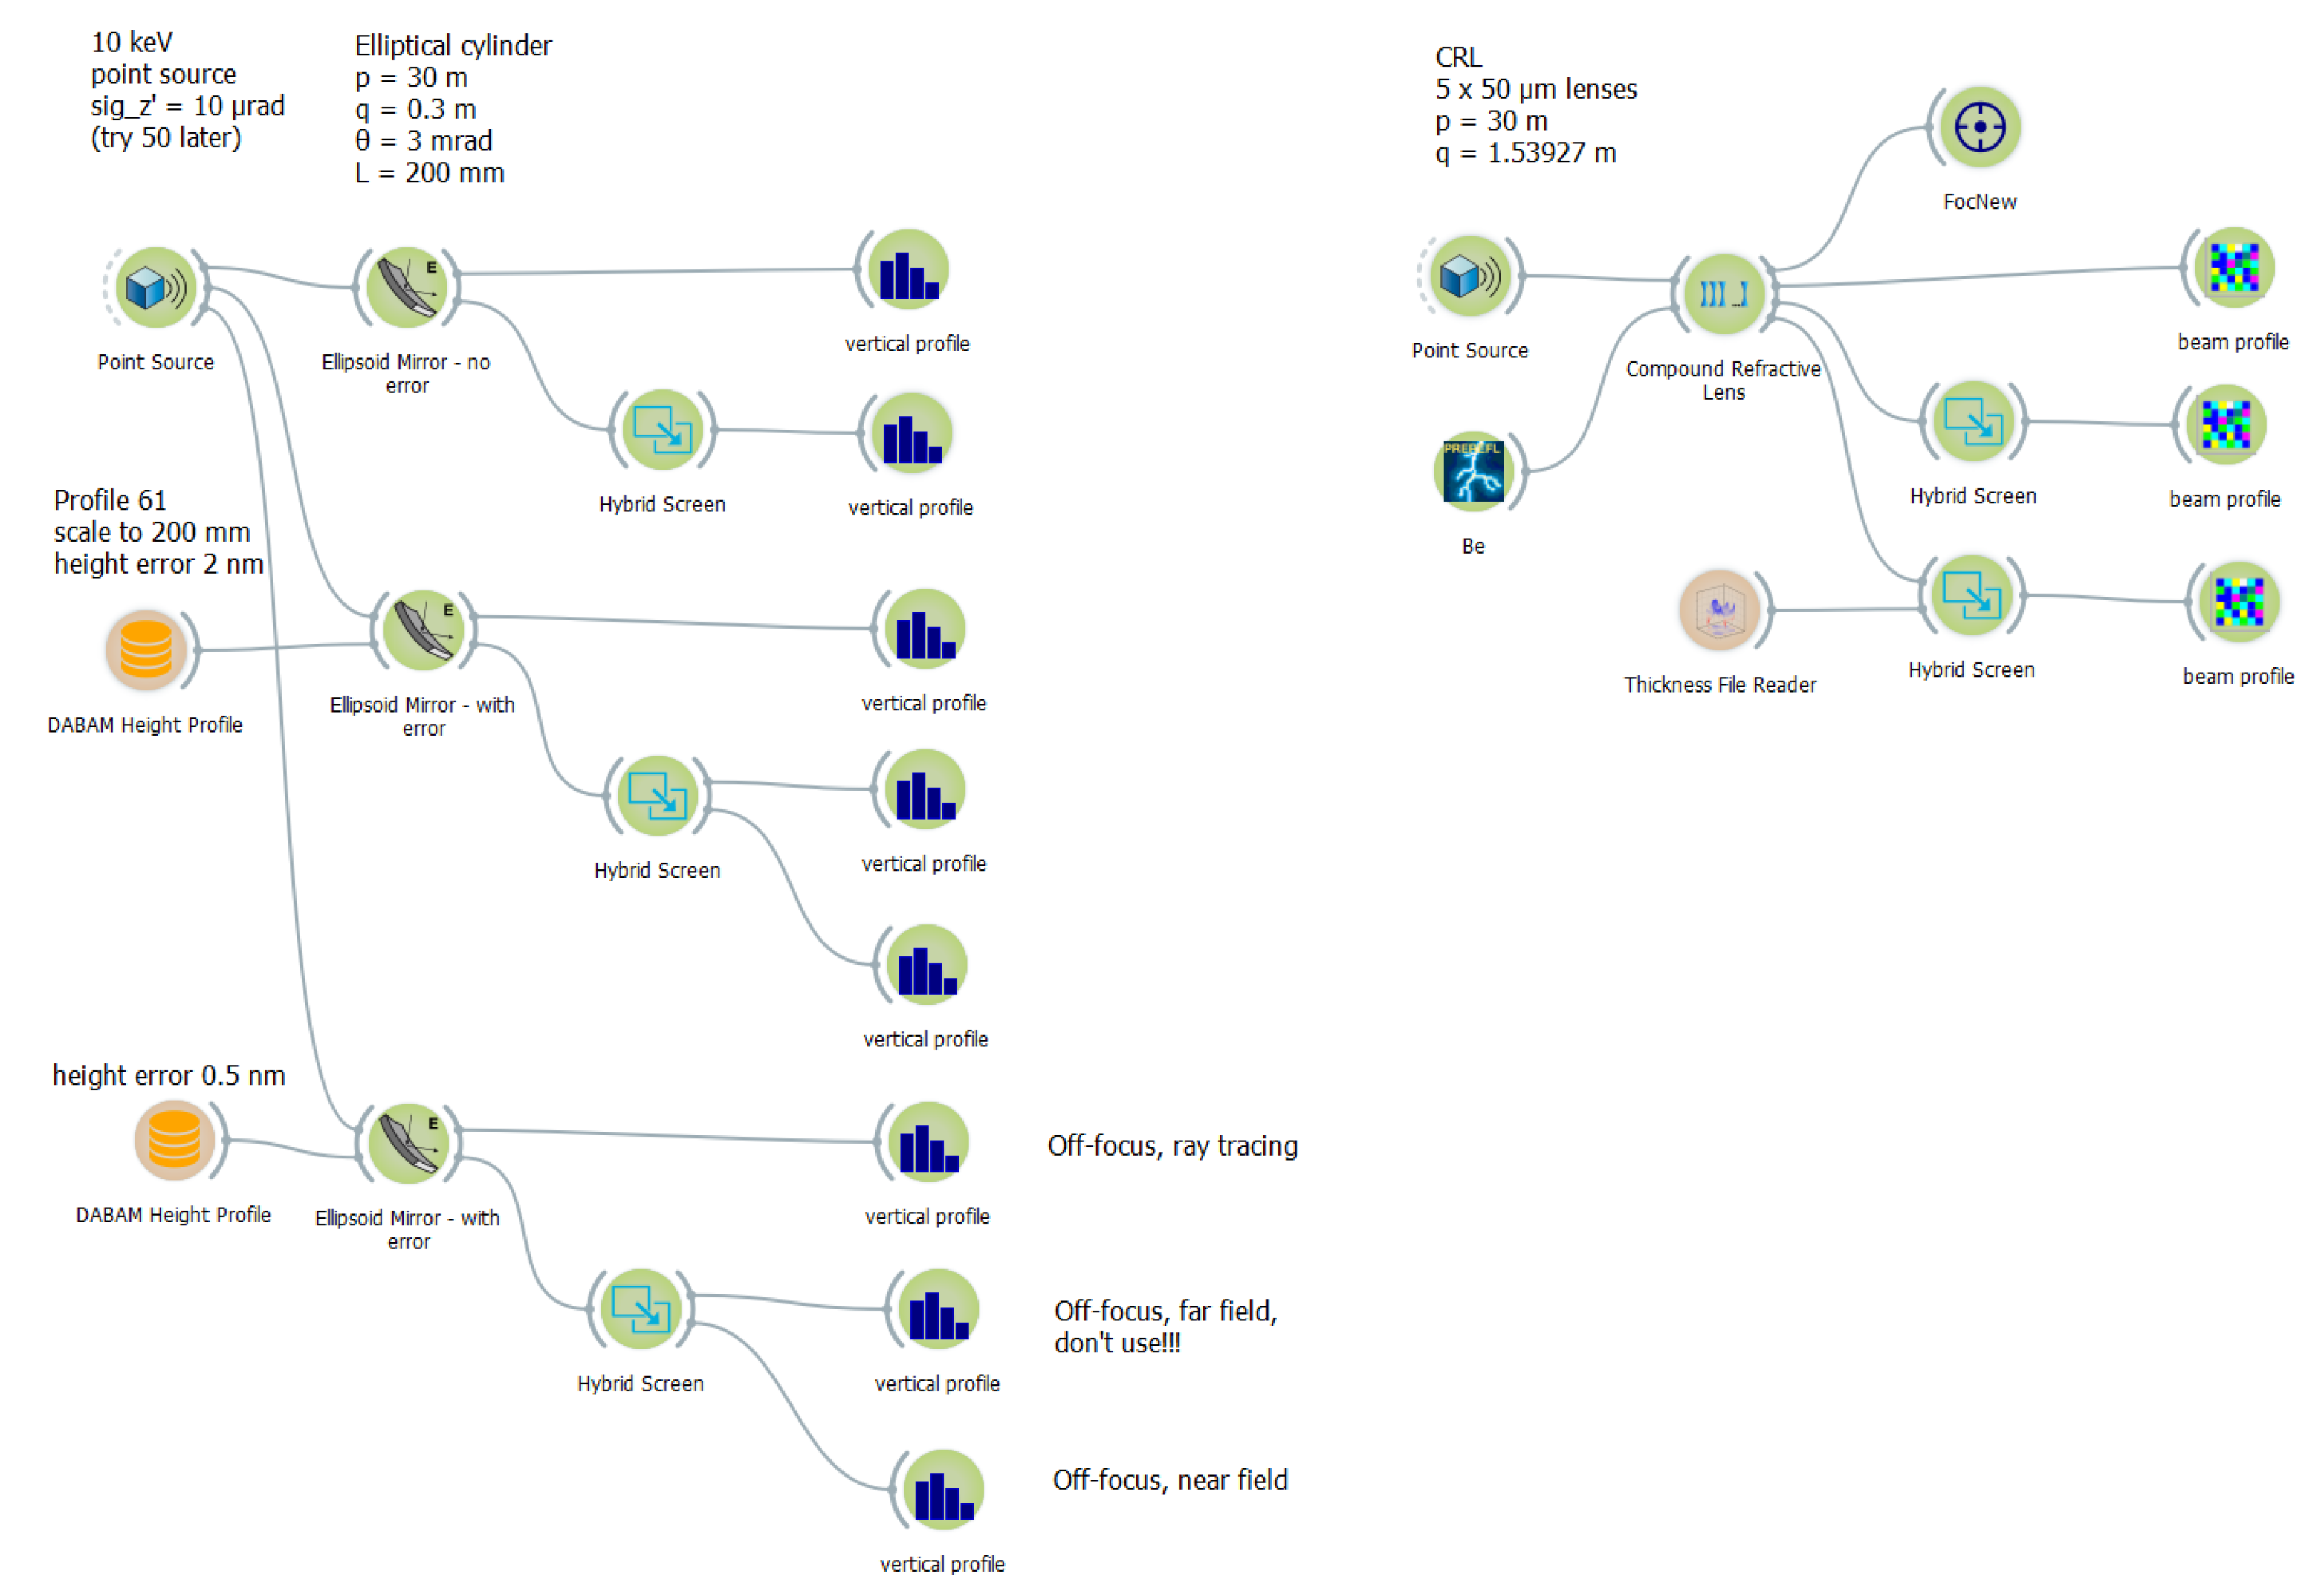 10 keV
point source
sig_z' = 10 µrad
(try 50 later)
Elliptical cylinder
p = 30 m
q = 0.3 m
θ = 3 mrad
L = 200 mm
Point Source
E
Ellipsoid Mirror - no
error
vertical profile
Hybrid Screen
vertical profile
Profile 61
scale to 200 mm
height error 2 nm
DABAM Height Profile
E
Ellipsoid Mirror - with
error
vertical profile
Hybrid Screen
vertical profile
vertical profile
height error 0.5 nm
DABAM Height Profile
E
Ellipsoid Mirror - with
error
vertical profile
Off-focus, ray tracing
Hybrid Screen
vertical profile
Off-focus, far field,
don't use!!!
vertical profile
Off-focus, near field
CRL
5 x 50 µm lenses
p = 30 m
q = 1.53927 m
FocNew
Point Source
Compound Refractive
Lens
beam profile
PREREFL
Be
Hybrid Screen
beam profile
Thickness File Reader
Hybrid Screen
beam profile